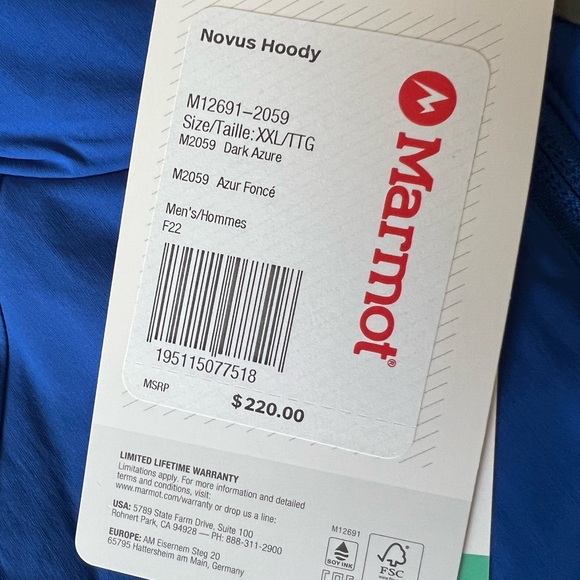 Novus Hoody
M12691-2059
Size/Taille: XXL/TTG
M2059 Dark Azure
M2059 Azur Foncé
Men's/Hommes
F22
195115077518
MSRP $220.00
Marmot®
LIMITED LIFETIME WARRANTY
Limitations apply. For more information and detailed
terms and conditions, visit:
www.marmot.com/warranty or drop us a line:
USA: 5789 State Farm Drive, Suite 100
Rohnert Park, CA 94928 — PH: 888-311-2900
EUROPE: AM Eisernem Steg 20
65795 Hattersheim am Main, Germany
M12691
SOY INK
FSC